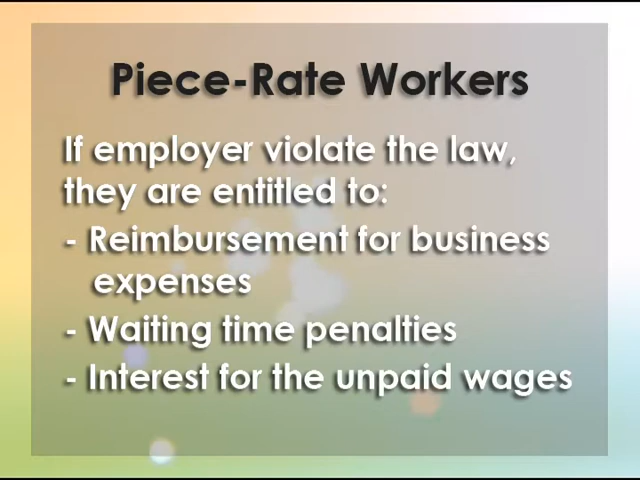 Piece-Rate Workers
If employer violate the law,
they are entitled to:
- Reimbursement for business
expenses
- Waiting time penalties
- Interest for the unpaid wages